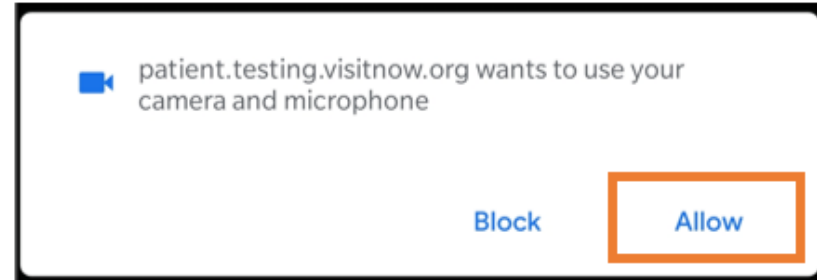 patient.testing.visitnow.org wants to use your
camera and microphone
Block
Allow